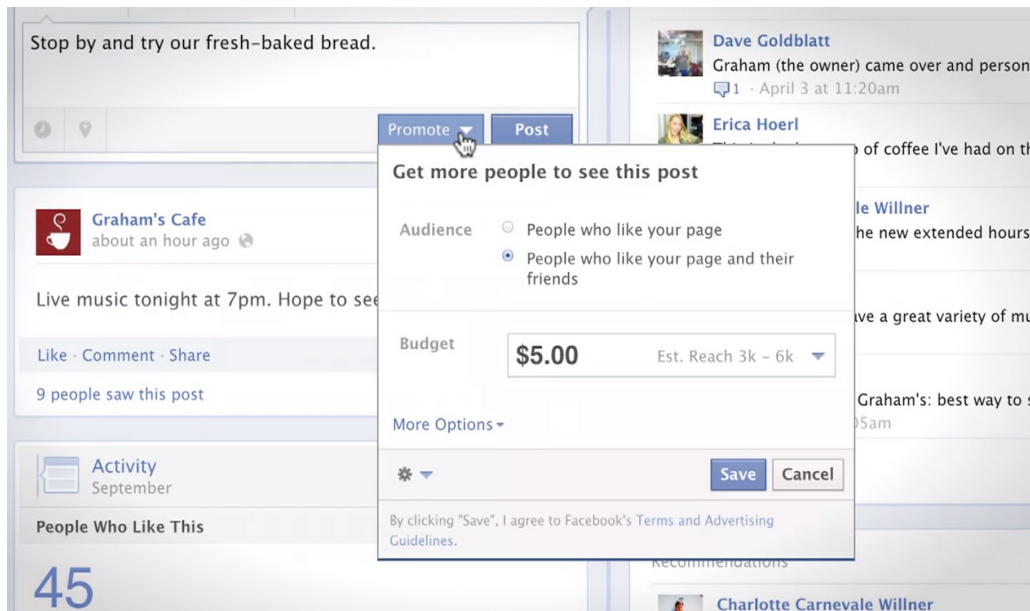 Stop by and try our fresh-baked bread.
Promote
Post
Get more people to see this post
Audience
People who like your page
People who like your page and their
friends
Budget
$5.00
Est. Reach 3k – 6k
More Options
Save
Cancel
By clicking "Save", I agree to Facebook's Terms and Advertising
Guidelines.
Graham's Cafe
about an hour ago
Live music tonight at 7pm. Hope to see
Like · Comment · Share
9 people saw this post
Activity
September
People Who Like This
45
Dave Goldblatt
Graham (the owner) came over and person
1 · April 3 at 11:20am
Erica Hoerl
of coffee I've had on th
le Willner
he new extended hours
ve a great variety of mu
Graham's: best way to s
5am
Recommendations
Charlotte Carnevale Willner